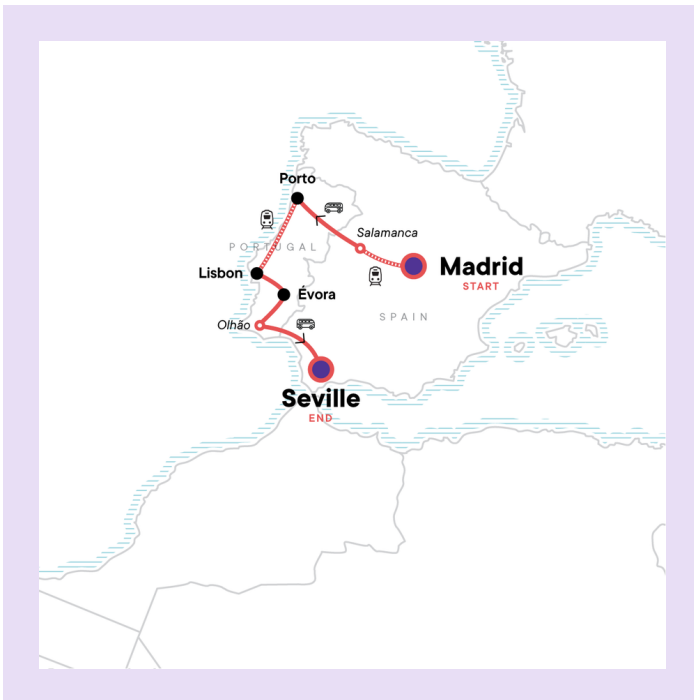 Porto
Salamanca
PORTUGAL
Madrid
START
Lisbon
Évora
SPAIN
Olhão
Seville
END